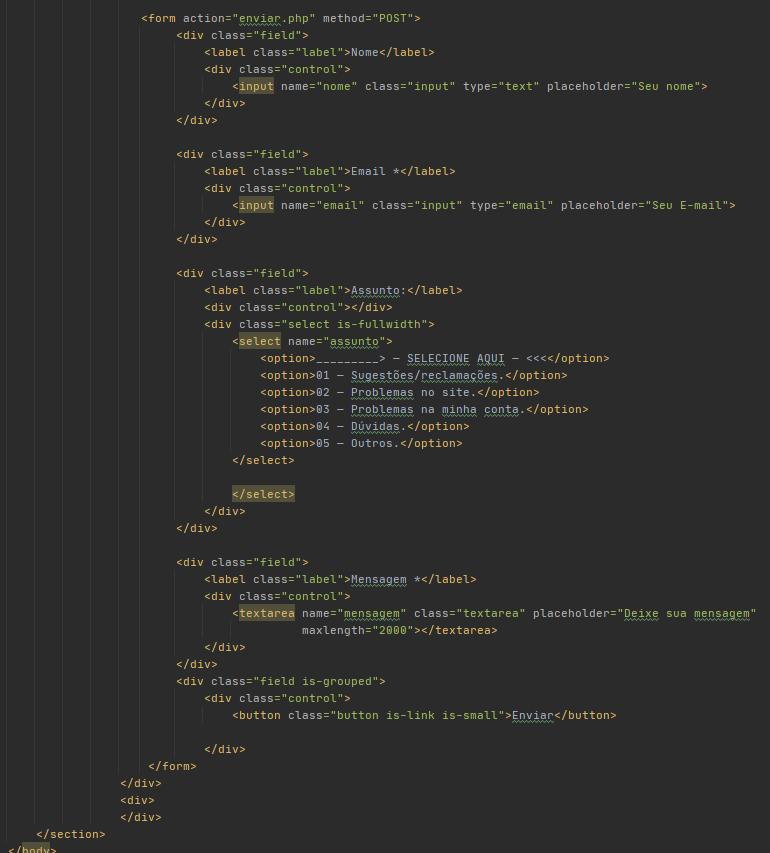 <form action="enviar.php" method="POST">
<div class="field">
<label class="label">Nome</label>
<div class="control">
<input name="nome" class="input" type="text" placeholder="Seu nome">
</div>
</div>
<div class="field">
<label class="label">Email *</label>
<div class="control">
<input name="email" class="input" type="email" placeholder="Seu E-mail">
</div>
</div>
<div class="field">
<label class="label">Assunto:</label>
<div class="control"></div>
<div class="select is-fullwidth">
<select name="assunto">
<option>_________> — SELECIONE AQUI — <<<</option>
<option>01 — Sugestões/reclamações.</option>
<option>02 — Problemas no site.</option>
<option>03 — Problemas na minha conta.</option>
<option>04 — Dúvidas.</option>
<option>05 — Outros.</option>
</select>
</select>
</div>
</div>
<div class="field">
<label class="label">Mensagem *</label>
<div class="control">
<textarea name="mensagem" class="textarea" placeholder="Deixe sua mensagem"
maxlength="2000"></textarea>
</div>
</div>
<div class="field is-grouped">
<div class="control">
<button class="button is-link is-small">Enviar</button>
</div>
</form>
</div>
<div>
</div>
</section>
</body>